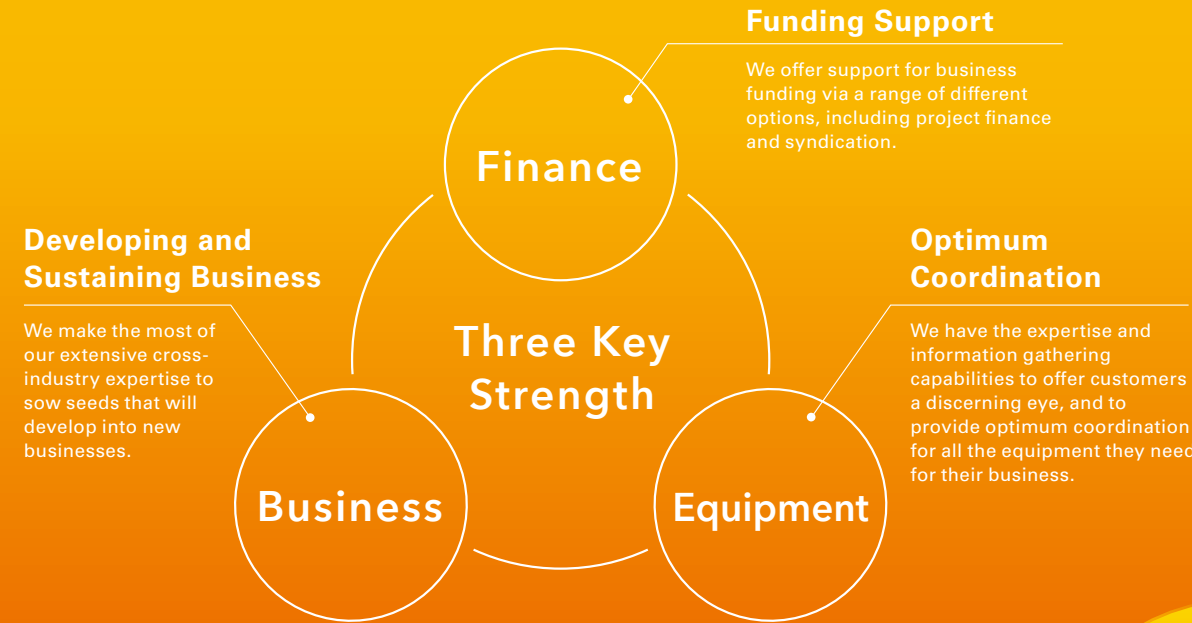 Funding Support
We offer support for business
funding via a range of different
options, including project finance
and syndication.
Finance
Developing and
Sustaining Business
We make the most of
our extensive cross-
industry expertise to
sow seeds that will
develop into new
businesses.
Three Key
Strength
Optimum
Coordination
We have the expertise and
information gathering
capabilities to offer customers
a discerning eye, and to
provide optimum coordination
for all the equipment they need
for their business.
Business
Equipment